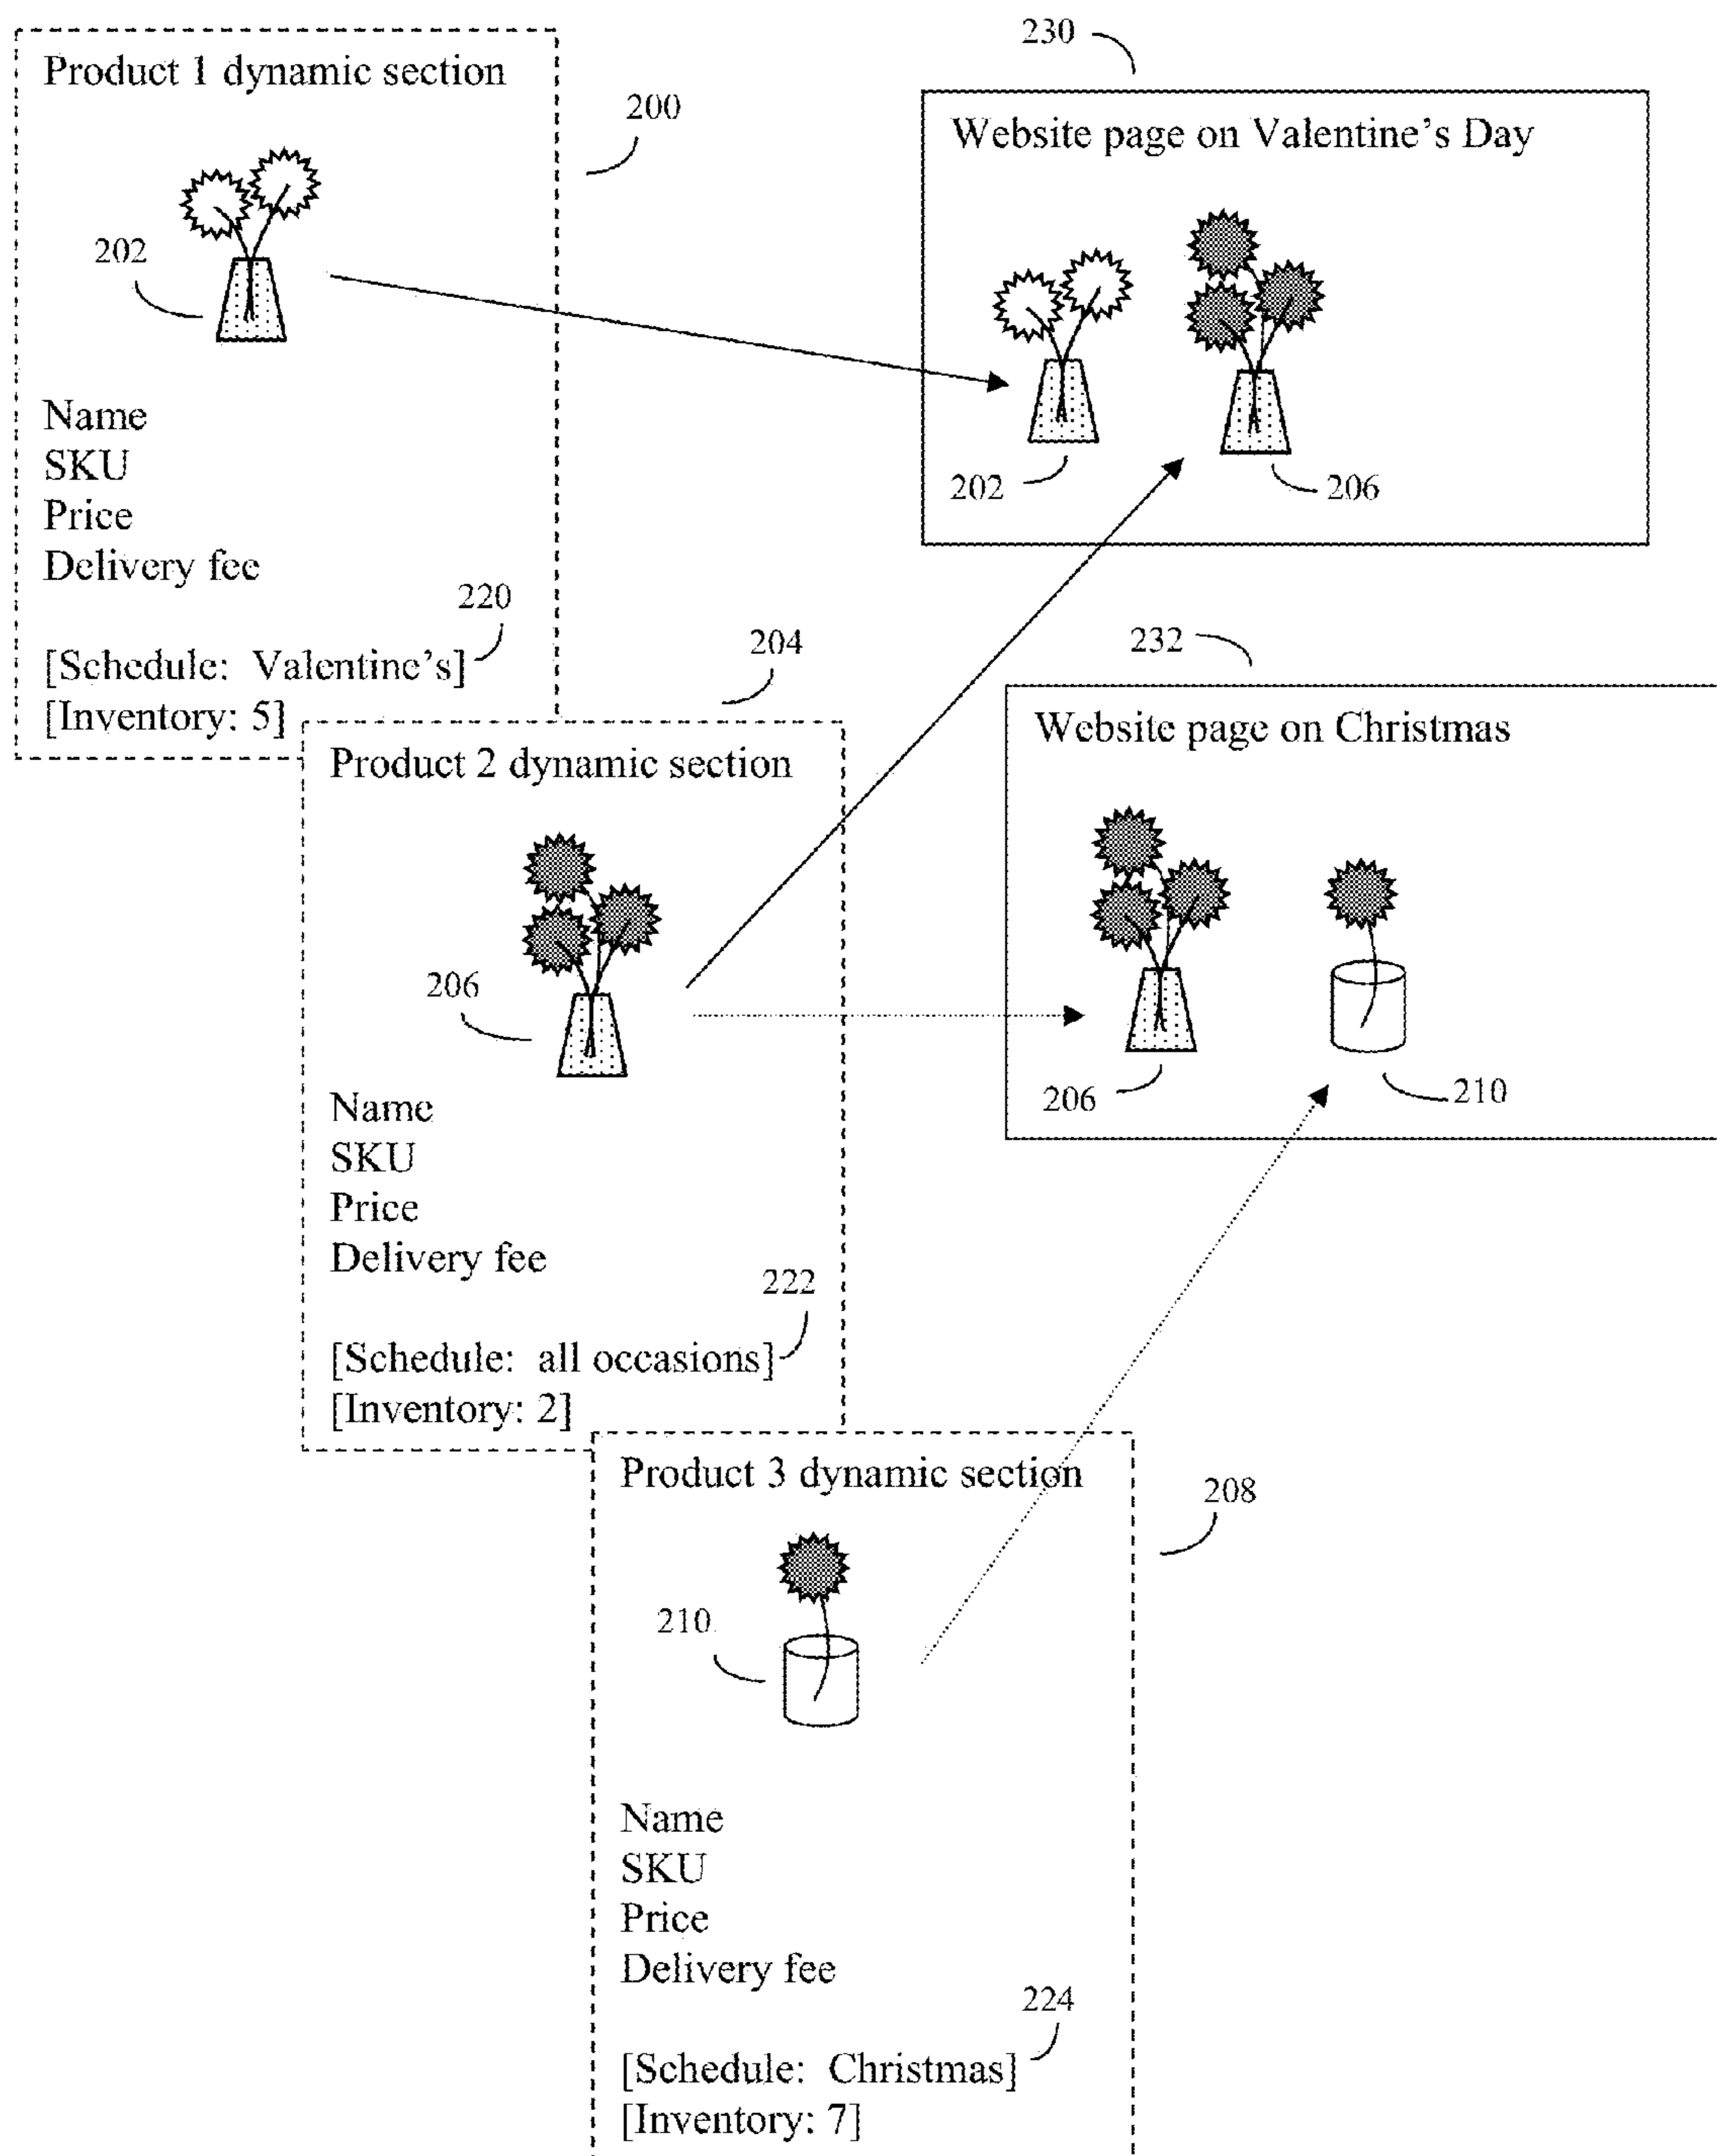 Product 1 dynamic section
200
202
Name
SKU
Price
Delivery fee
220
[Schedule: Valentine's]
[Inventory: 5]
230
Website page on Valentine's Day
202
206
204
Product 2 dynamic section
206
Name
SKU
Price
Delivery fee
222
[Schedule: all occasions]
[Inventory: 2]
232
Website page on Christmas
206
210
Product 3 dynamic section
208
210
Name
SKU
Price
Delivery fee
224
[Schedule: Christmas]
[Inventory: 7]